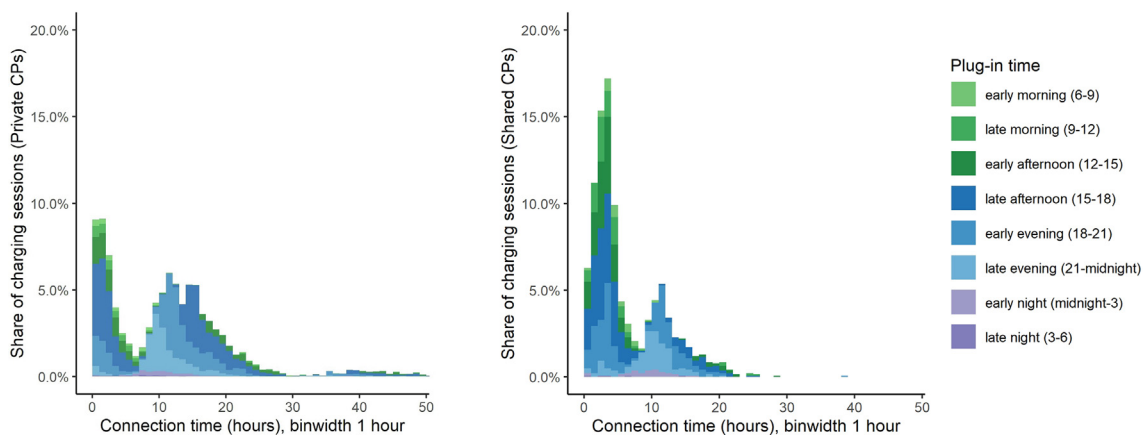 Share of charging sessions (Private CPs)
20.0%
15.0%
10.0%
5.0%
0.0%
0 10 20 30 40 50
Connection time (hours), binwidth 1 hour
Share of charging sessions (Shared CPs)
20.0%
15.0%
10.0%
5.0%
0.0%
0 10 20 30 40 50
Connection time (hours), binwidth 1 hour
Plug-in time
early morning (6-9)
late morning (9-12)
early afternoon (12-15)
late afternoon (15-18)
early evening (18-21)
late evening (21-midnight)
early night (midnight-3)
late night (3-6)